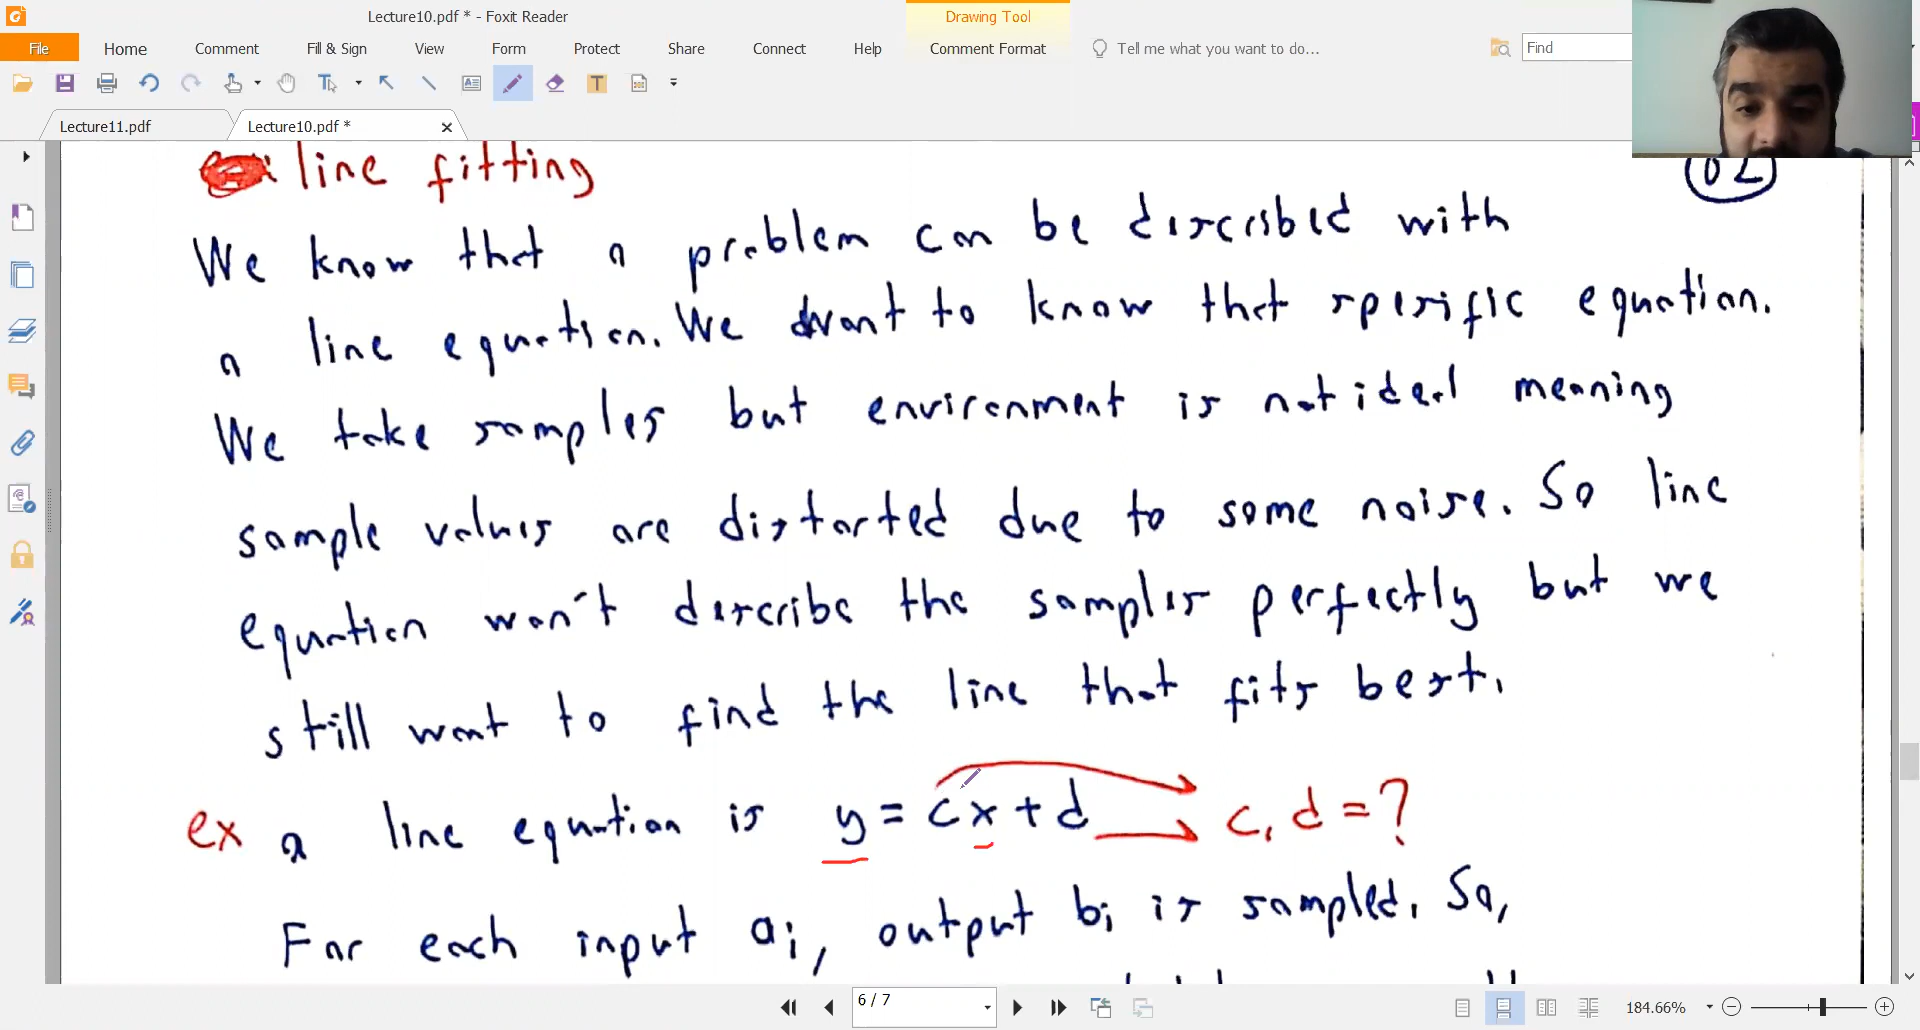 Lecture10.pdf * - Foxit Reader
Drawing Tool
File Home Comment Fill & Sign View Form Protect Share Connect Help Comment Format Tell me what you want to do... Find
Lecture11.pdf Lecture10.pdf *
line fitting
02
We know that a problem can be described with
a line equation. We want to know that specific equation.
We take samples but environment is not ideal meaning
sample values are distorted due to some noise. So line
equation won't describe the samples perfectly but we
still want to find the line that fits best.
ex a line equation is y = cx + d c, d = ?
For each input ai, output bi is sampled. So,
6 / 7
184.66%